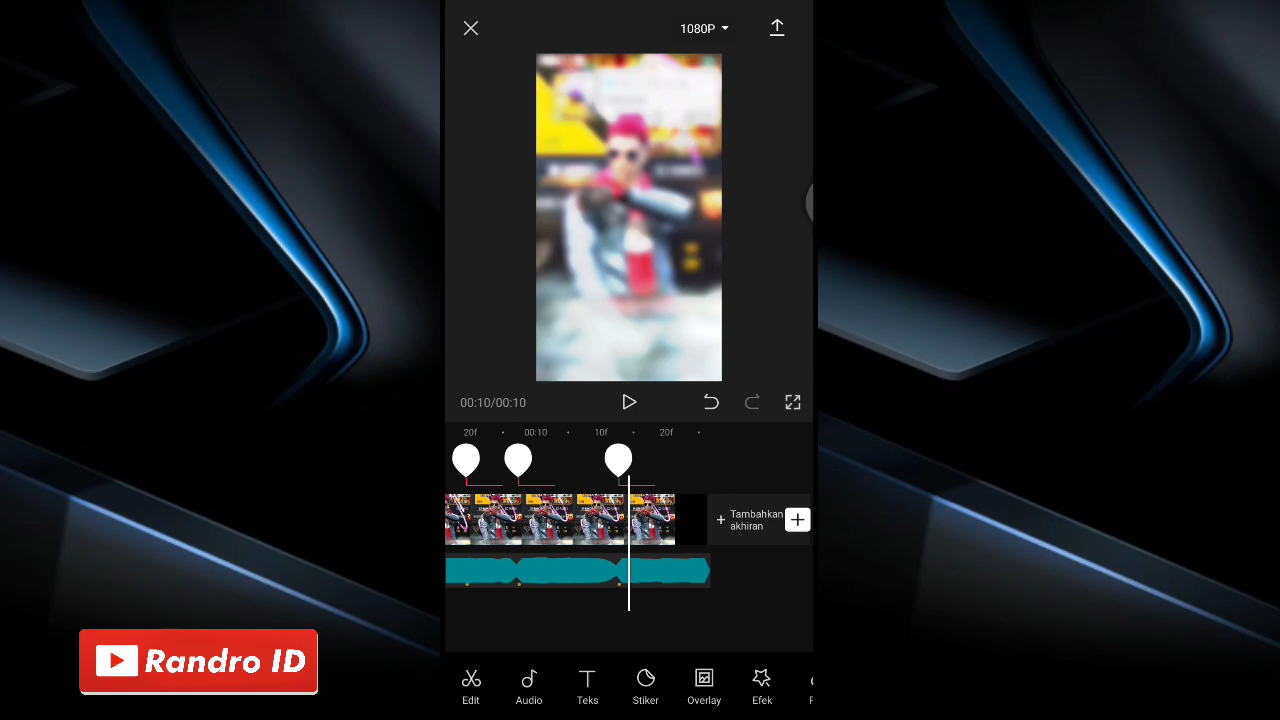 1080P
00:10/00:10
20f
00:10
10f
20f
+ Tambahkan
akhiran
Edit
Audio
Teks
Stiker
Overlay
Efek
Randro ID